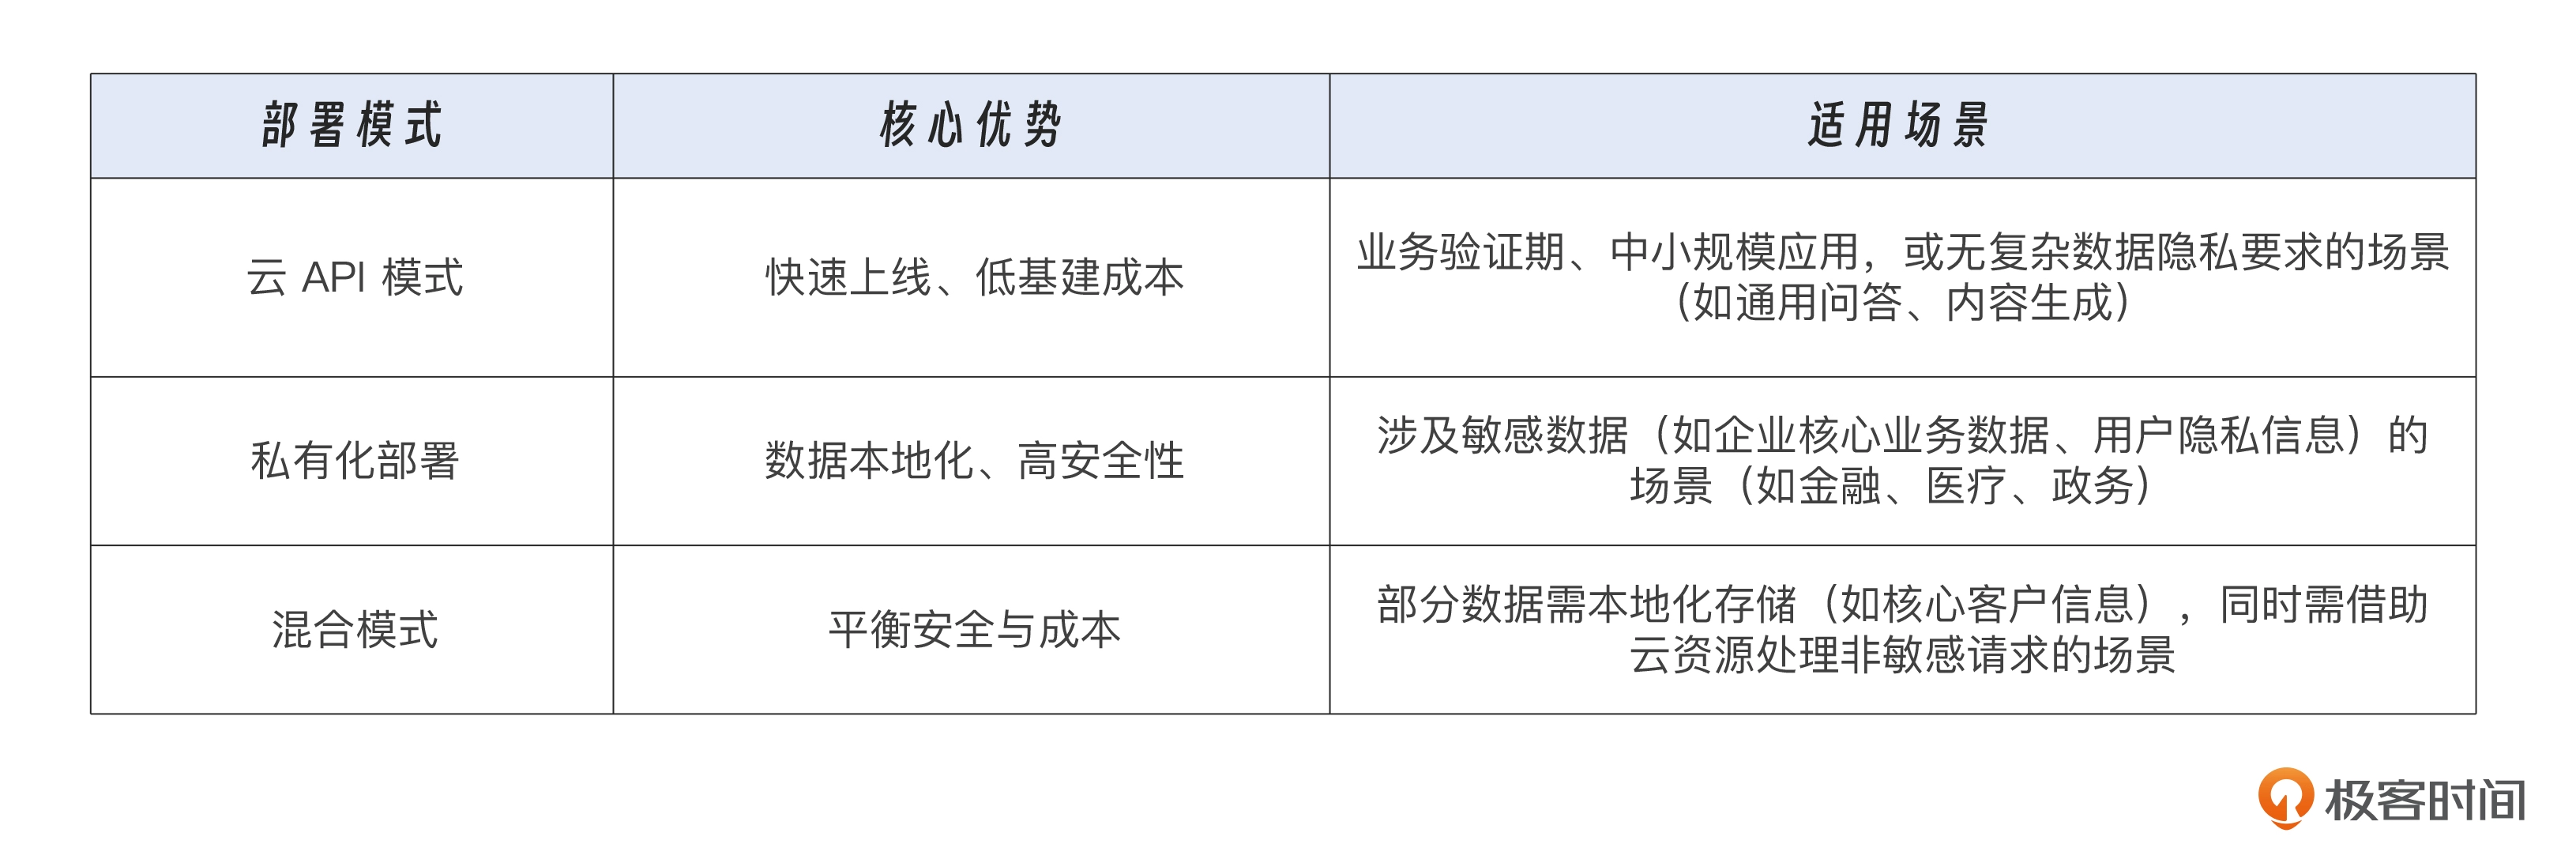 部署模式 核心优势 适用场景
云 API 模式 快速上线、低基建成本 业务验证期、中小规模应用，或无复杂数据隐私要求的场景
（如通用问答、内容生成）
私有化部署 数据本地化、高安全性 涉及敏感数据（如企业核心业务数据、用户隐私信息）的
场景（如金融、医疗、政务）
混合模式 平衡安全与成本 部分数据需本地化存储（如核心客户信息），同时需借助
云资源处理非敏感请求的场景
极客时间